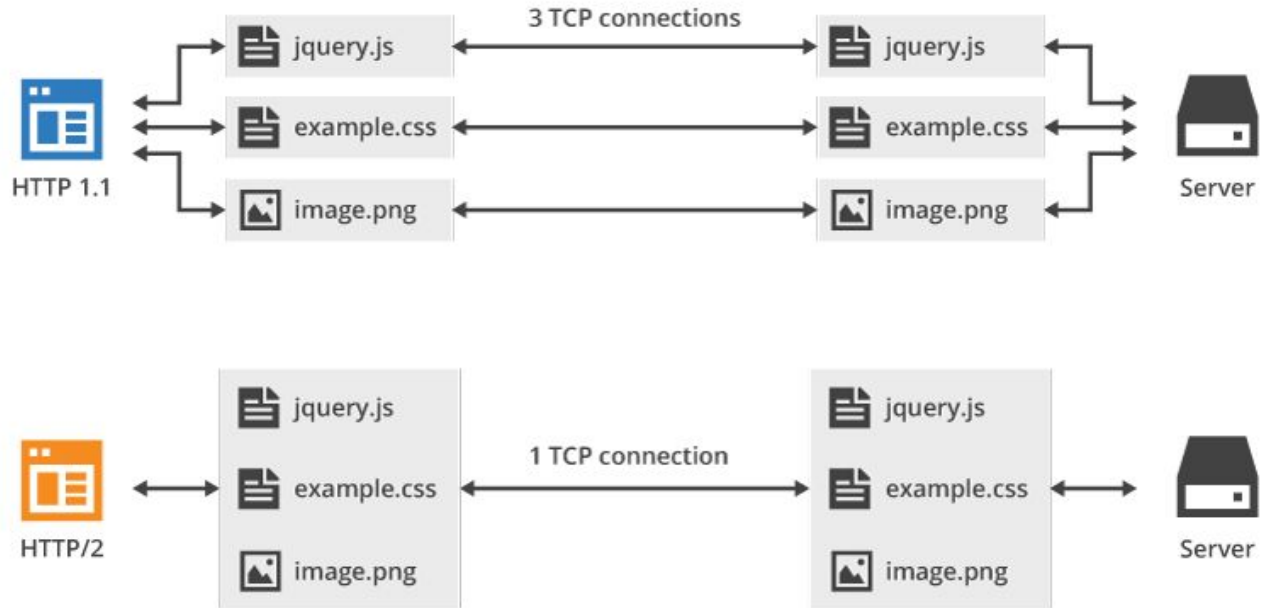 3 TCP connections
jquery.js
jquery.js
example.css
example.css
HTTP 1.1
Server
image.png
image.png
jquery.js
jquery.js
1 TCP connection
example.css
example.css
HTTP/2
Server
image.png
image.png